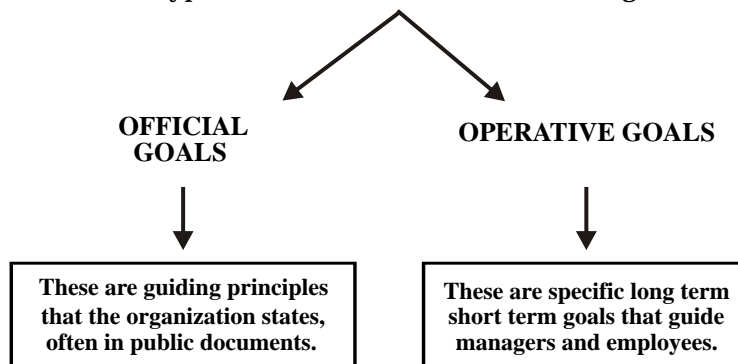 OFFICIAL
GOALS
OPERATIVE GOALS
These are guiding principles
that the organization states,
often in public documents.
These are specific long term
short term goals that guide
managers and employees.